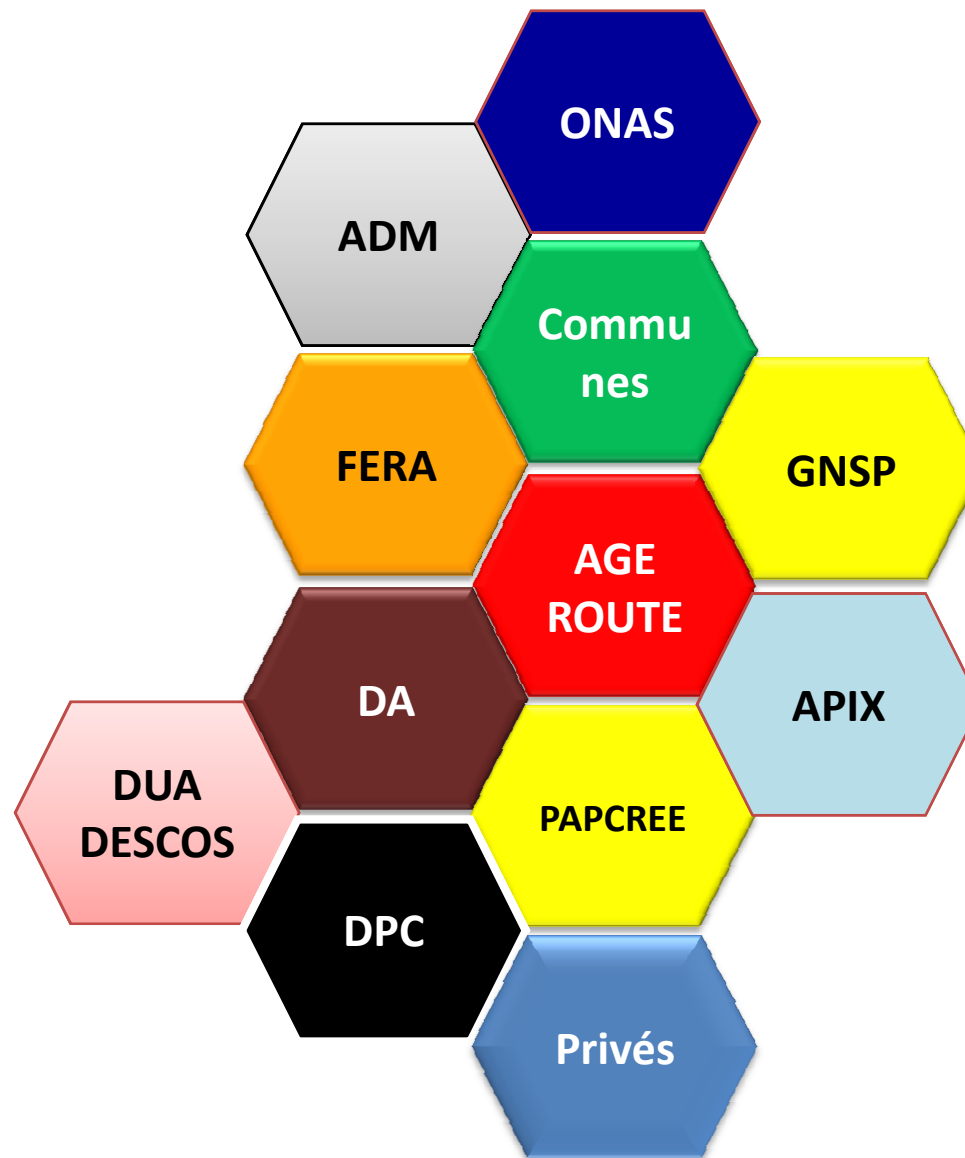 ONAS
ADM
Commu
nes
FERA
GNSP
AGE
ROUTE
DA
APIX
DUA
DESCOS
PAPCREE
DPC
Privés